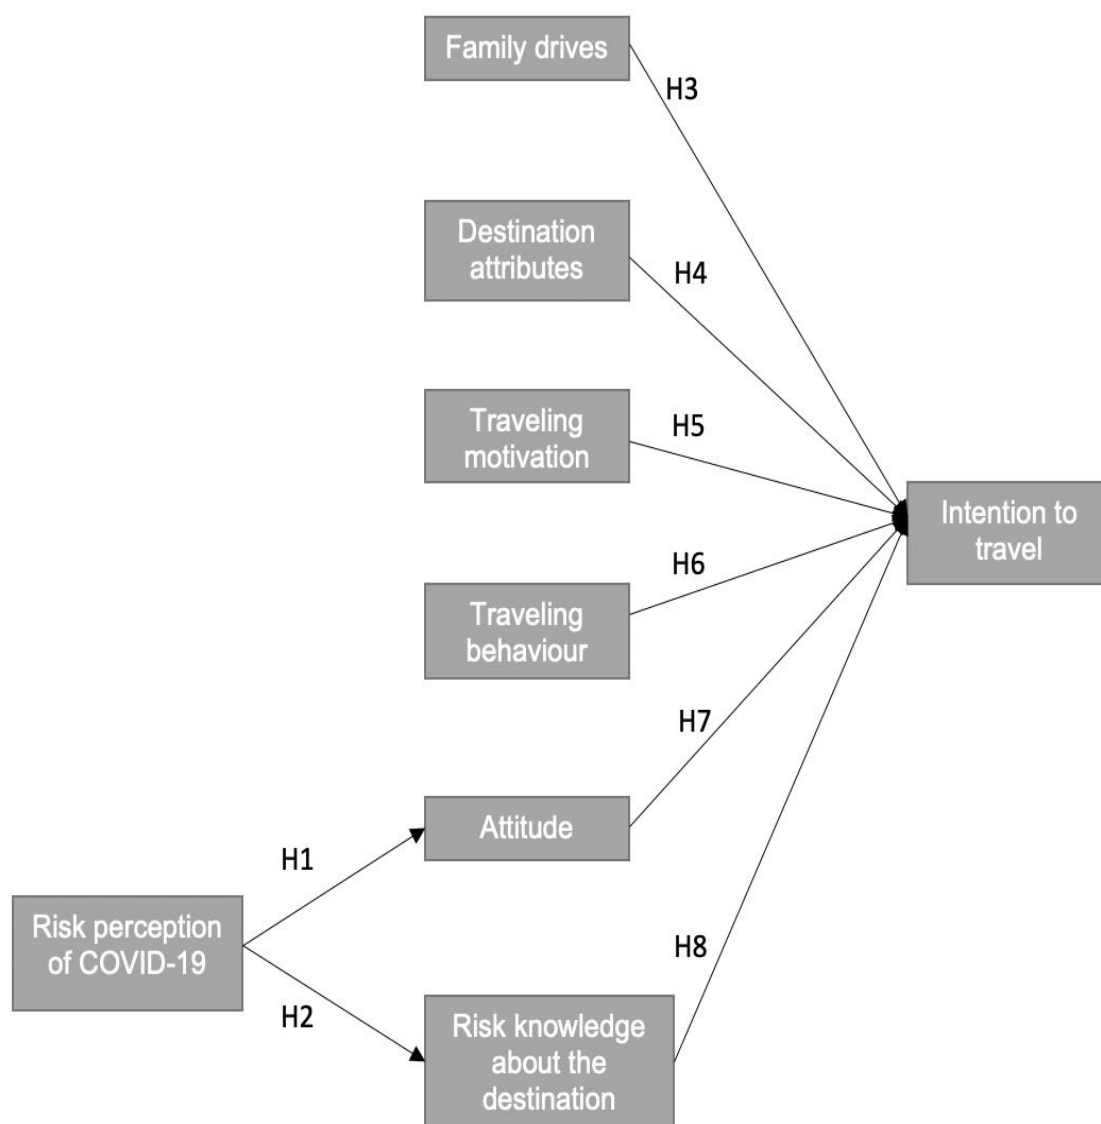 Family drives
H3
Destination
attributes
H4
Traveling
motivation
H5
Intention to
travel
H6
Traveling
behaviour
H7
Attitude
H1
Risk perception
of COVID-19
H2
H8
Risk knowledge
about the
destination